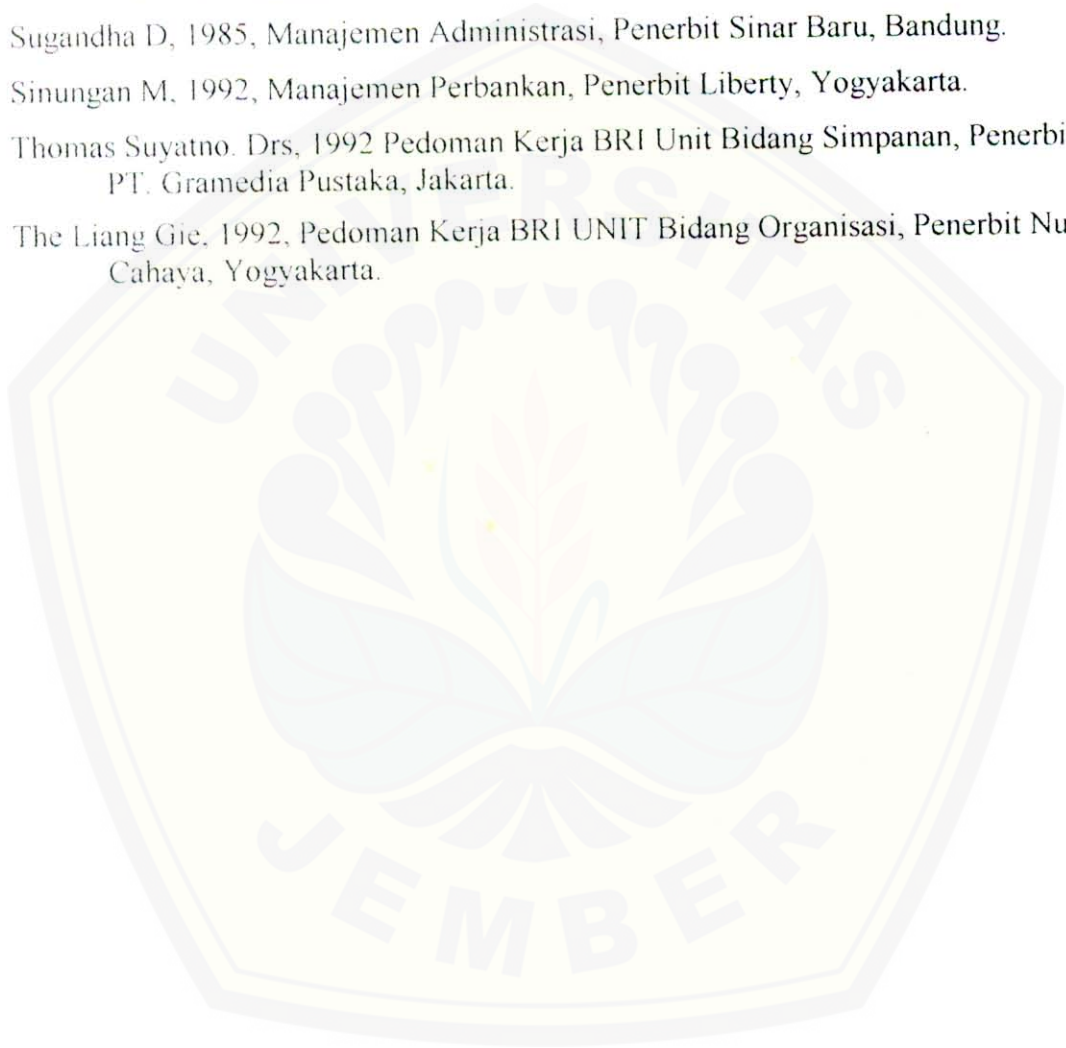 Sugandha D, 1985, Manajemen Administrasi, Penerbit Sinar Baru, Bandung.
Sinungan M, 1992, Manajemen Perbankan, Penerbit Liberty, Yogyakarta.
Thomas Suyatno. Drs, 1992 Pedoman Kerja BRI Unit Bidang Simpanan, Penerbi
PT. Gramedia Pustaka, Jakarta.
The Liang Gie, 1992, Pedoman Kerja BRI UNIT Bidang Organisasi, Penerbit Nu
Cahaya, Yogyakarta.
UNIVERSITAS
JEMBER